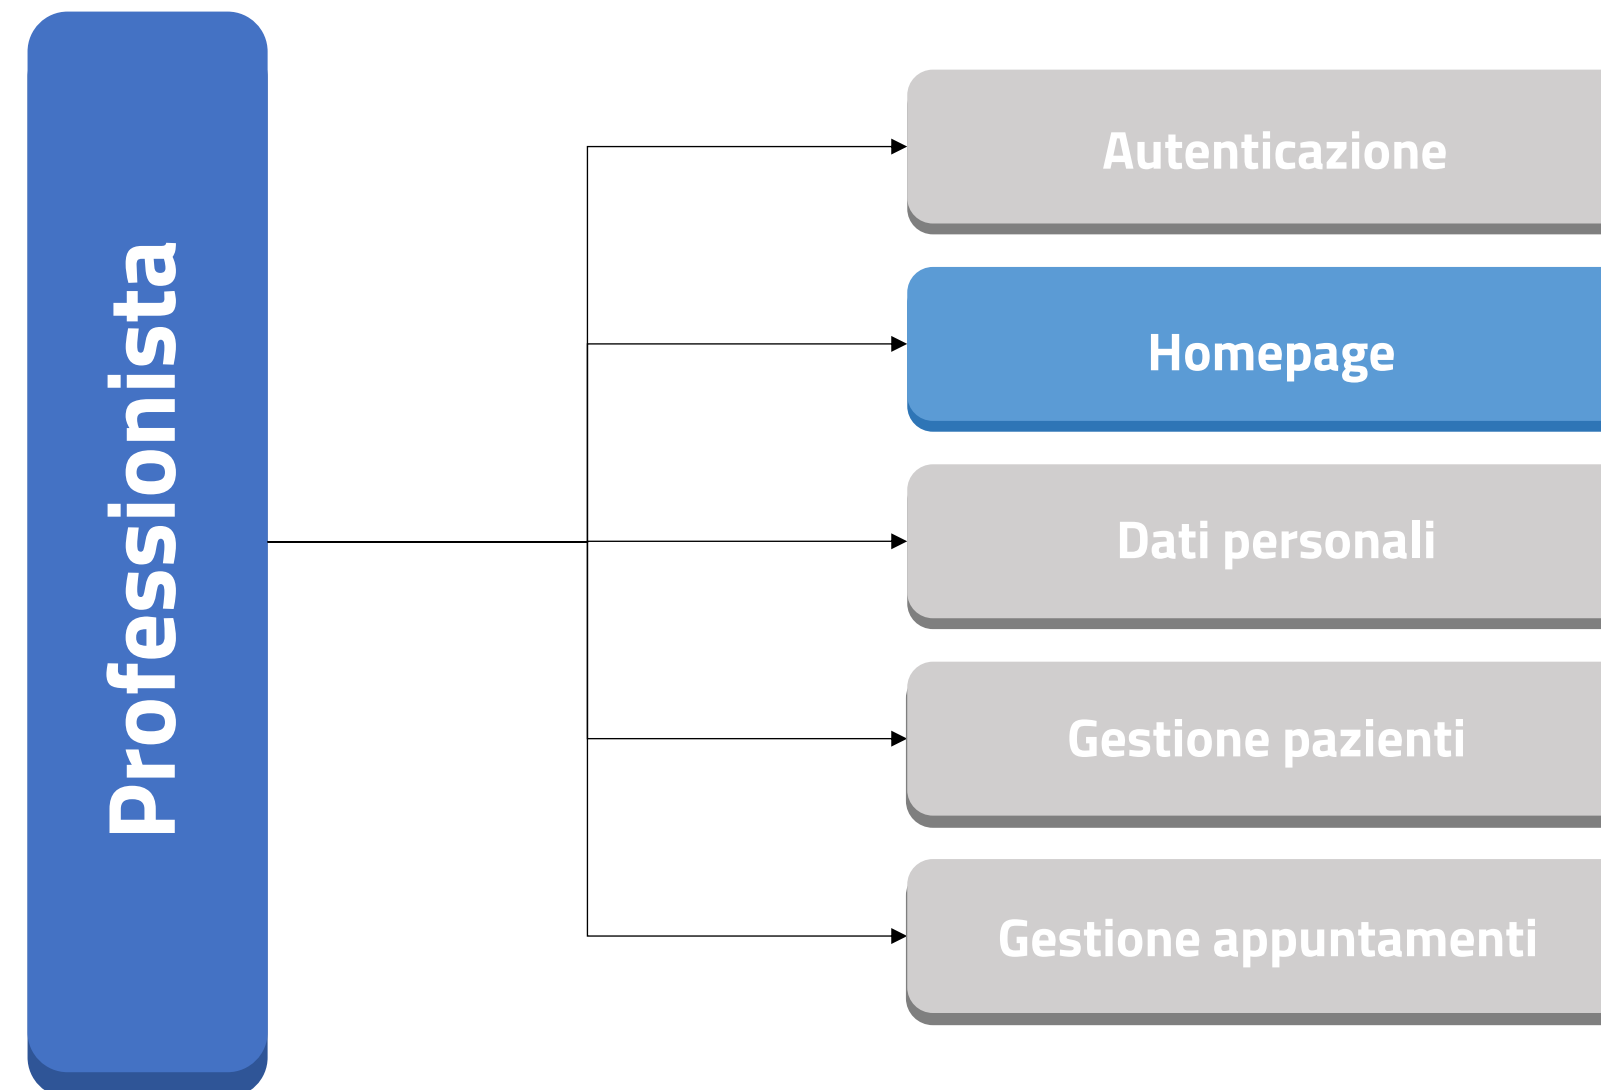 Professionista
Autenticazione
Homepage
Dati personali
Gestione pazienti
Gestione appuntamenti